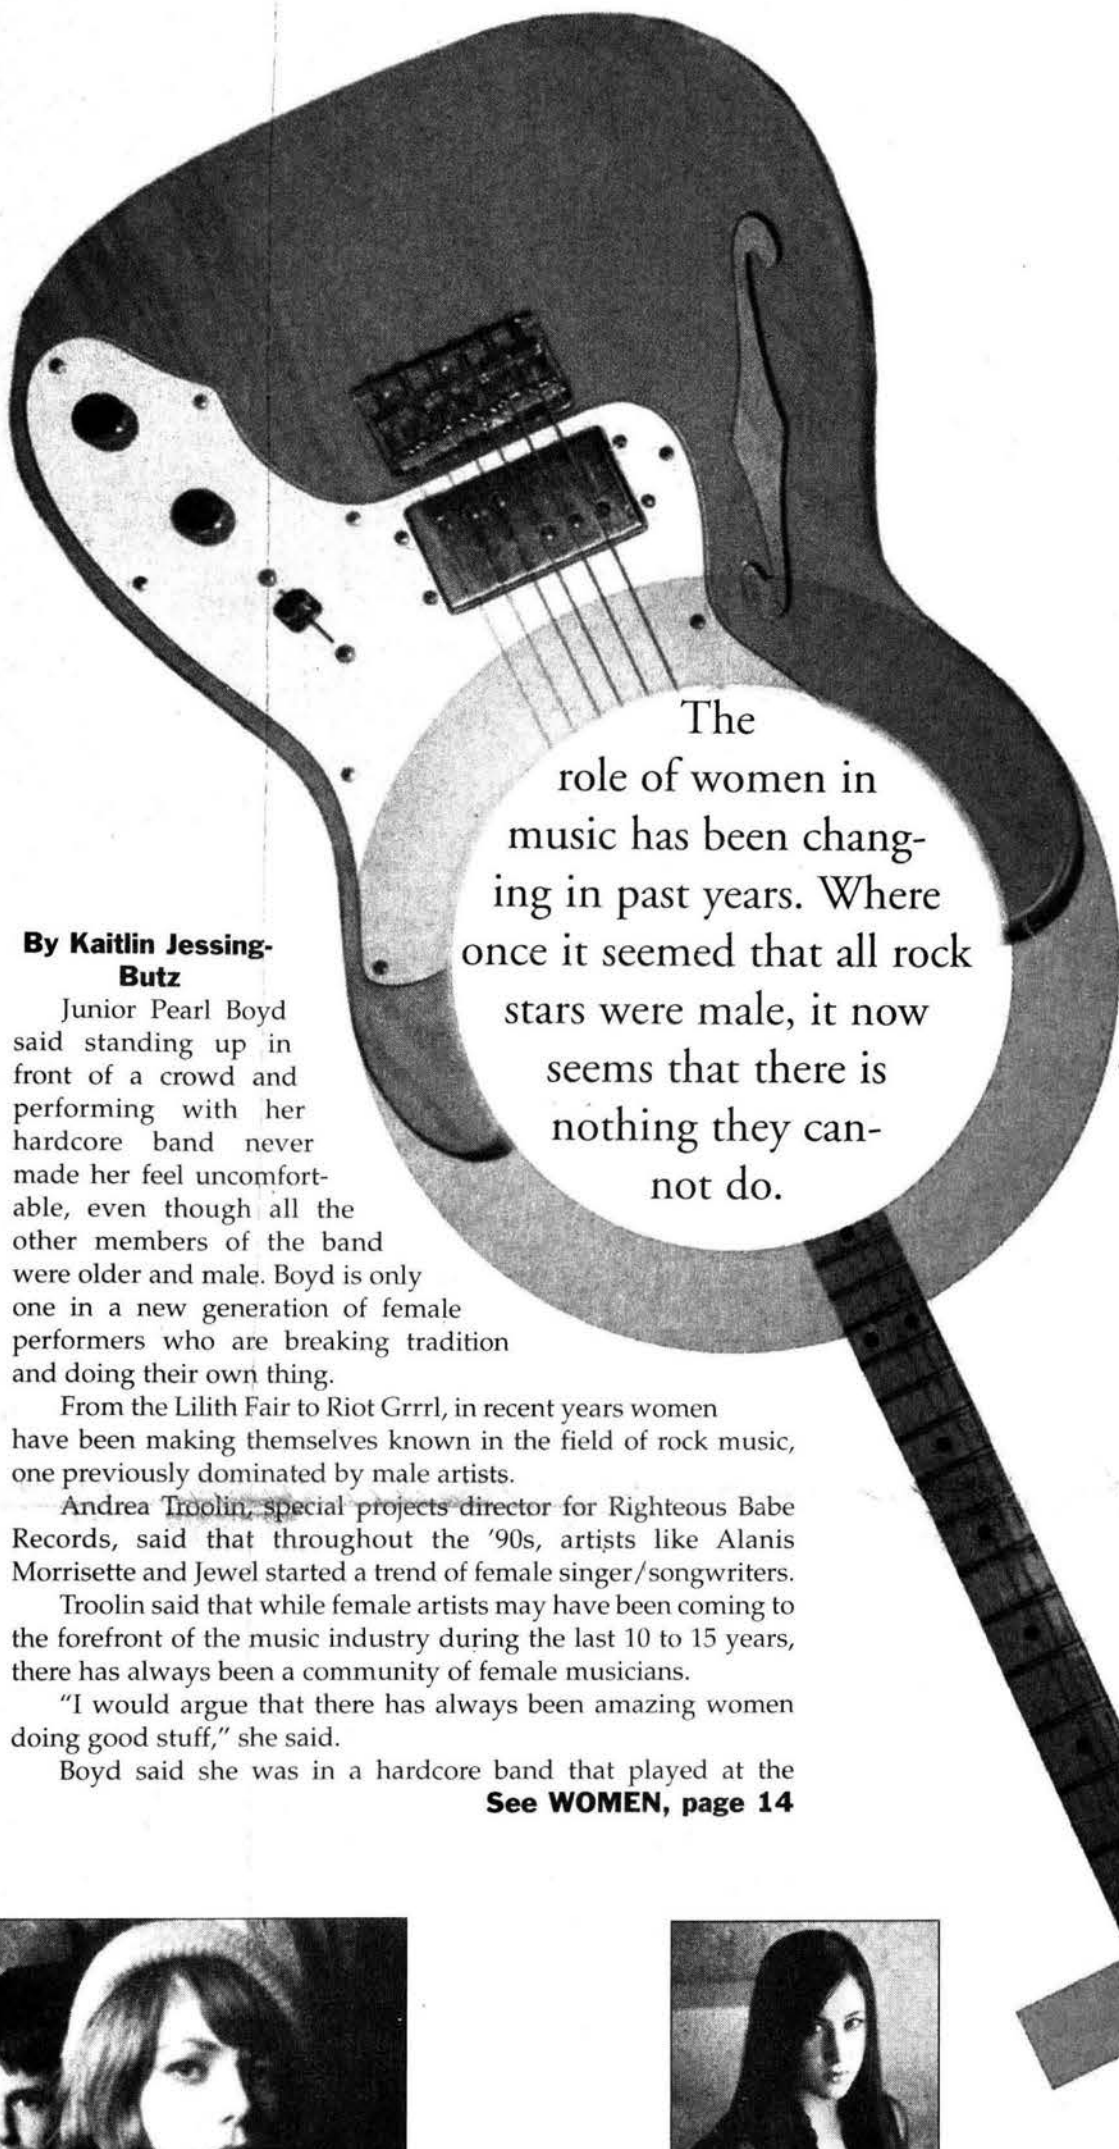 The
role of women in
music has been chang-
ing in past years. Where
once it seemed that all rock
stars were male, it now
seems that there is
nothing they can-
not do.
By Kaitlin Jessing-
Butz
Junior Pearl Boyd
said standing up in
front of a crowd and
performing with her
hardcore band never
made her feel uncomfort-
able, even though all the
other members of the band
were older and male. Boyd is only
one in a new generation of female
performers who are breaking tradition
and doing their own thing.
From the Lilith Fair to Riot Grrrl, in recent years women
have been making themselves known in the field of rock music,
one previously dominated by male artists.
Andrea Troolin, special projects director for Righteous Babe
Records, said that throughout the '90s, artists like Alanis
Morrisette and Jewel started a trend of female singer/songwriters.
Troolin said that while female artists may have been coming to
the forefront of the music industry during the last 10 to 15 years,
there has always been a community of female musicians.
"I would argue that there has always been amazing women
doing good stuff," she said.
Boyd said she was in a hardcore band that played at the
See WOMEN, page 14